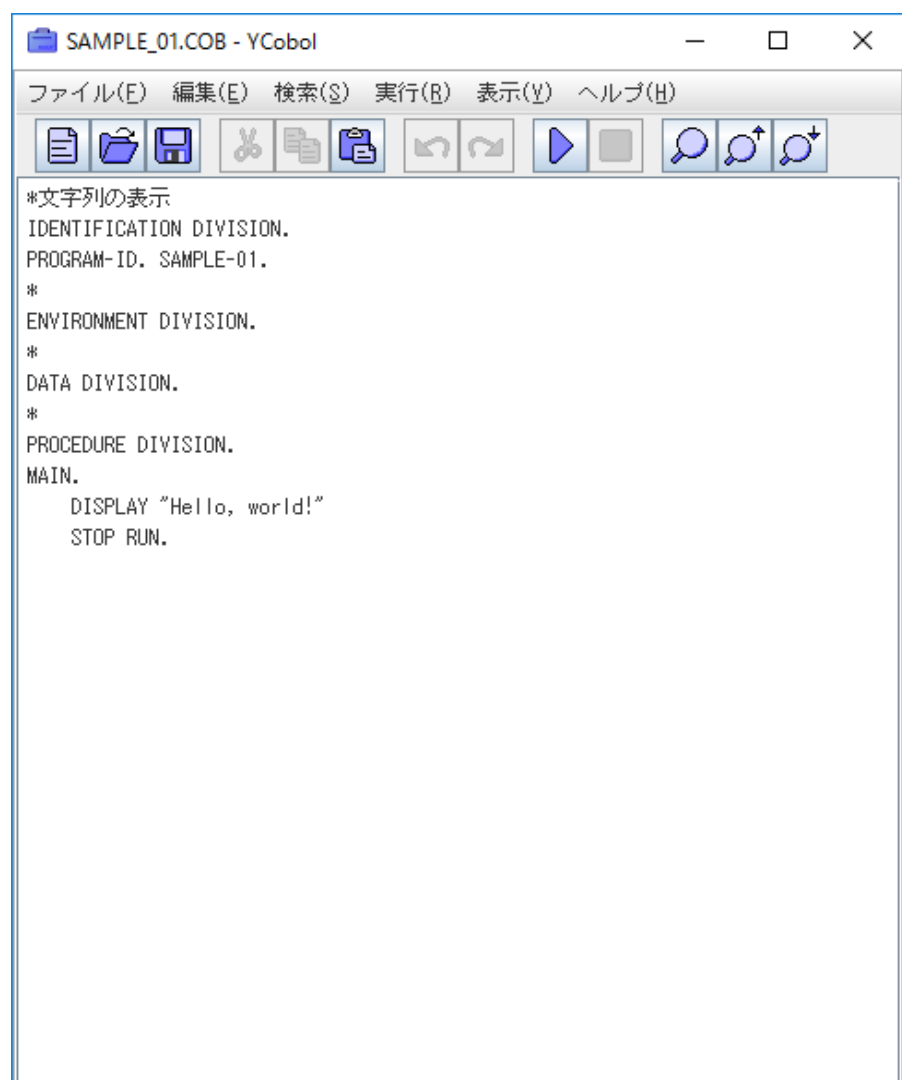 SAMPLE_01.COB - YCobol
ファイル(F) 編集(E) 検索(S) 実行(R) 表示(V) ヘルプ(H)
*文字列の表示
IDENTIFICATION DIVISION.
PROGRAM-ID. SAMPLE-01.
*
ENVIRONMENT DIVISION.
*
DATA DIVISION.
*
PROCEDURE DIVISION.
MAIN.
    DISPLAY "Hello, world!"
    STOP RUN.